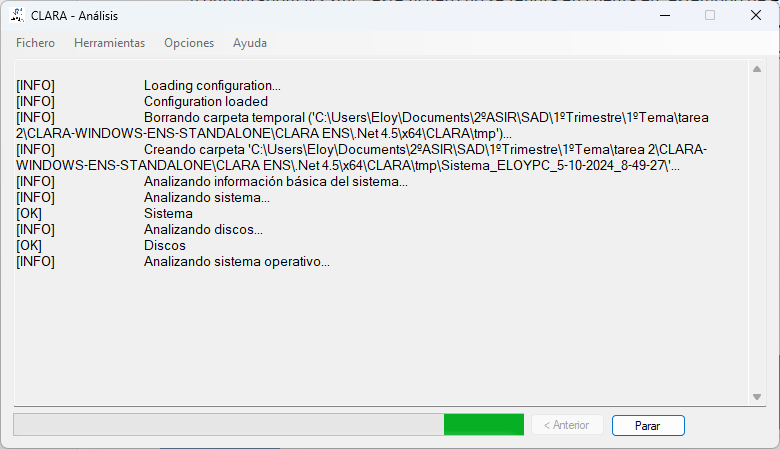 CLARA - Análisis
Fichero Herramientas Opciones Ayuda
[INFO] Loading configuration...
[INFO] Configuration loaded
[INFO] Borrando carpeta temporal ('C:\Users\Eloy\Documents\2ºASIR\SAD\1ºTrimestre\1ºTema\tarea
2\CLARA-WINDOWS-ENS-STANDALONE\CLARA ENS\.Net 4.5\x64\CLARA\tmp')...
[INFO] Creando carpeta 'C:\Users\Eloy\Documents\2ºASIR\SAD\1ºTrimestre\1ºTema\tarea 2\CLARA-
WINDOWS-ENS-STANDALONE\CLARA ENS\.Net 4.5\x64\CLARA\tmp\Sistema_ELOYPC_5-10-2024_8-49-27\'...
[INFO] Analizando información básica del sistema...
[INFO] Analizando sistema...
[OK] Sistema
[INFO] Analizando discos...
[OK] Discos
[INFO] Analizando sistema operativo...
< Anterior Parar